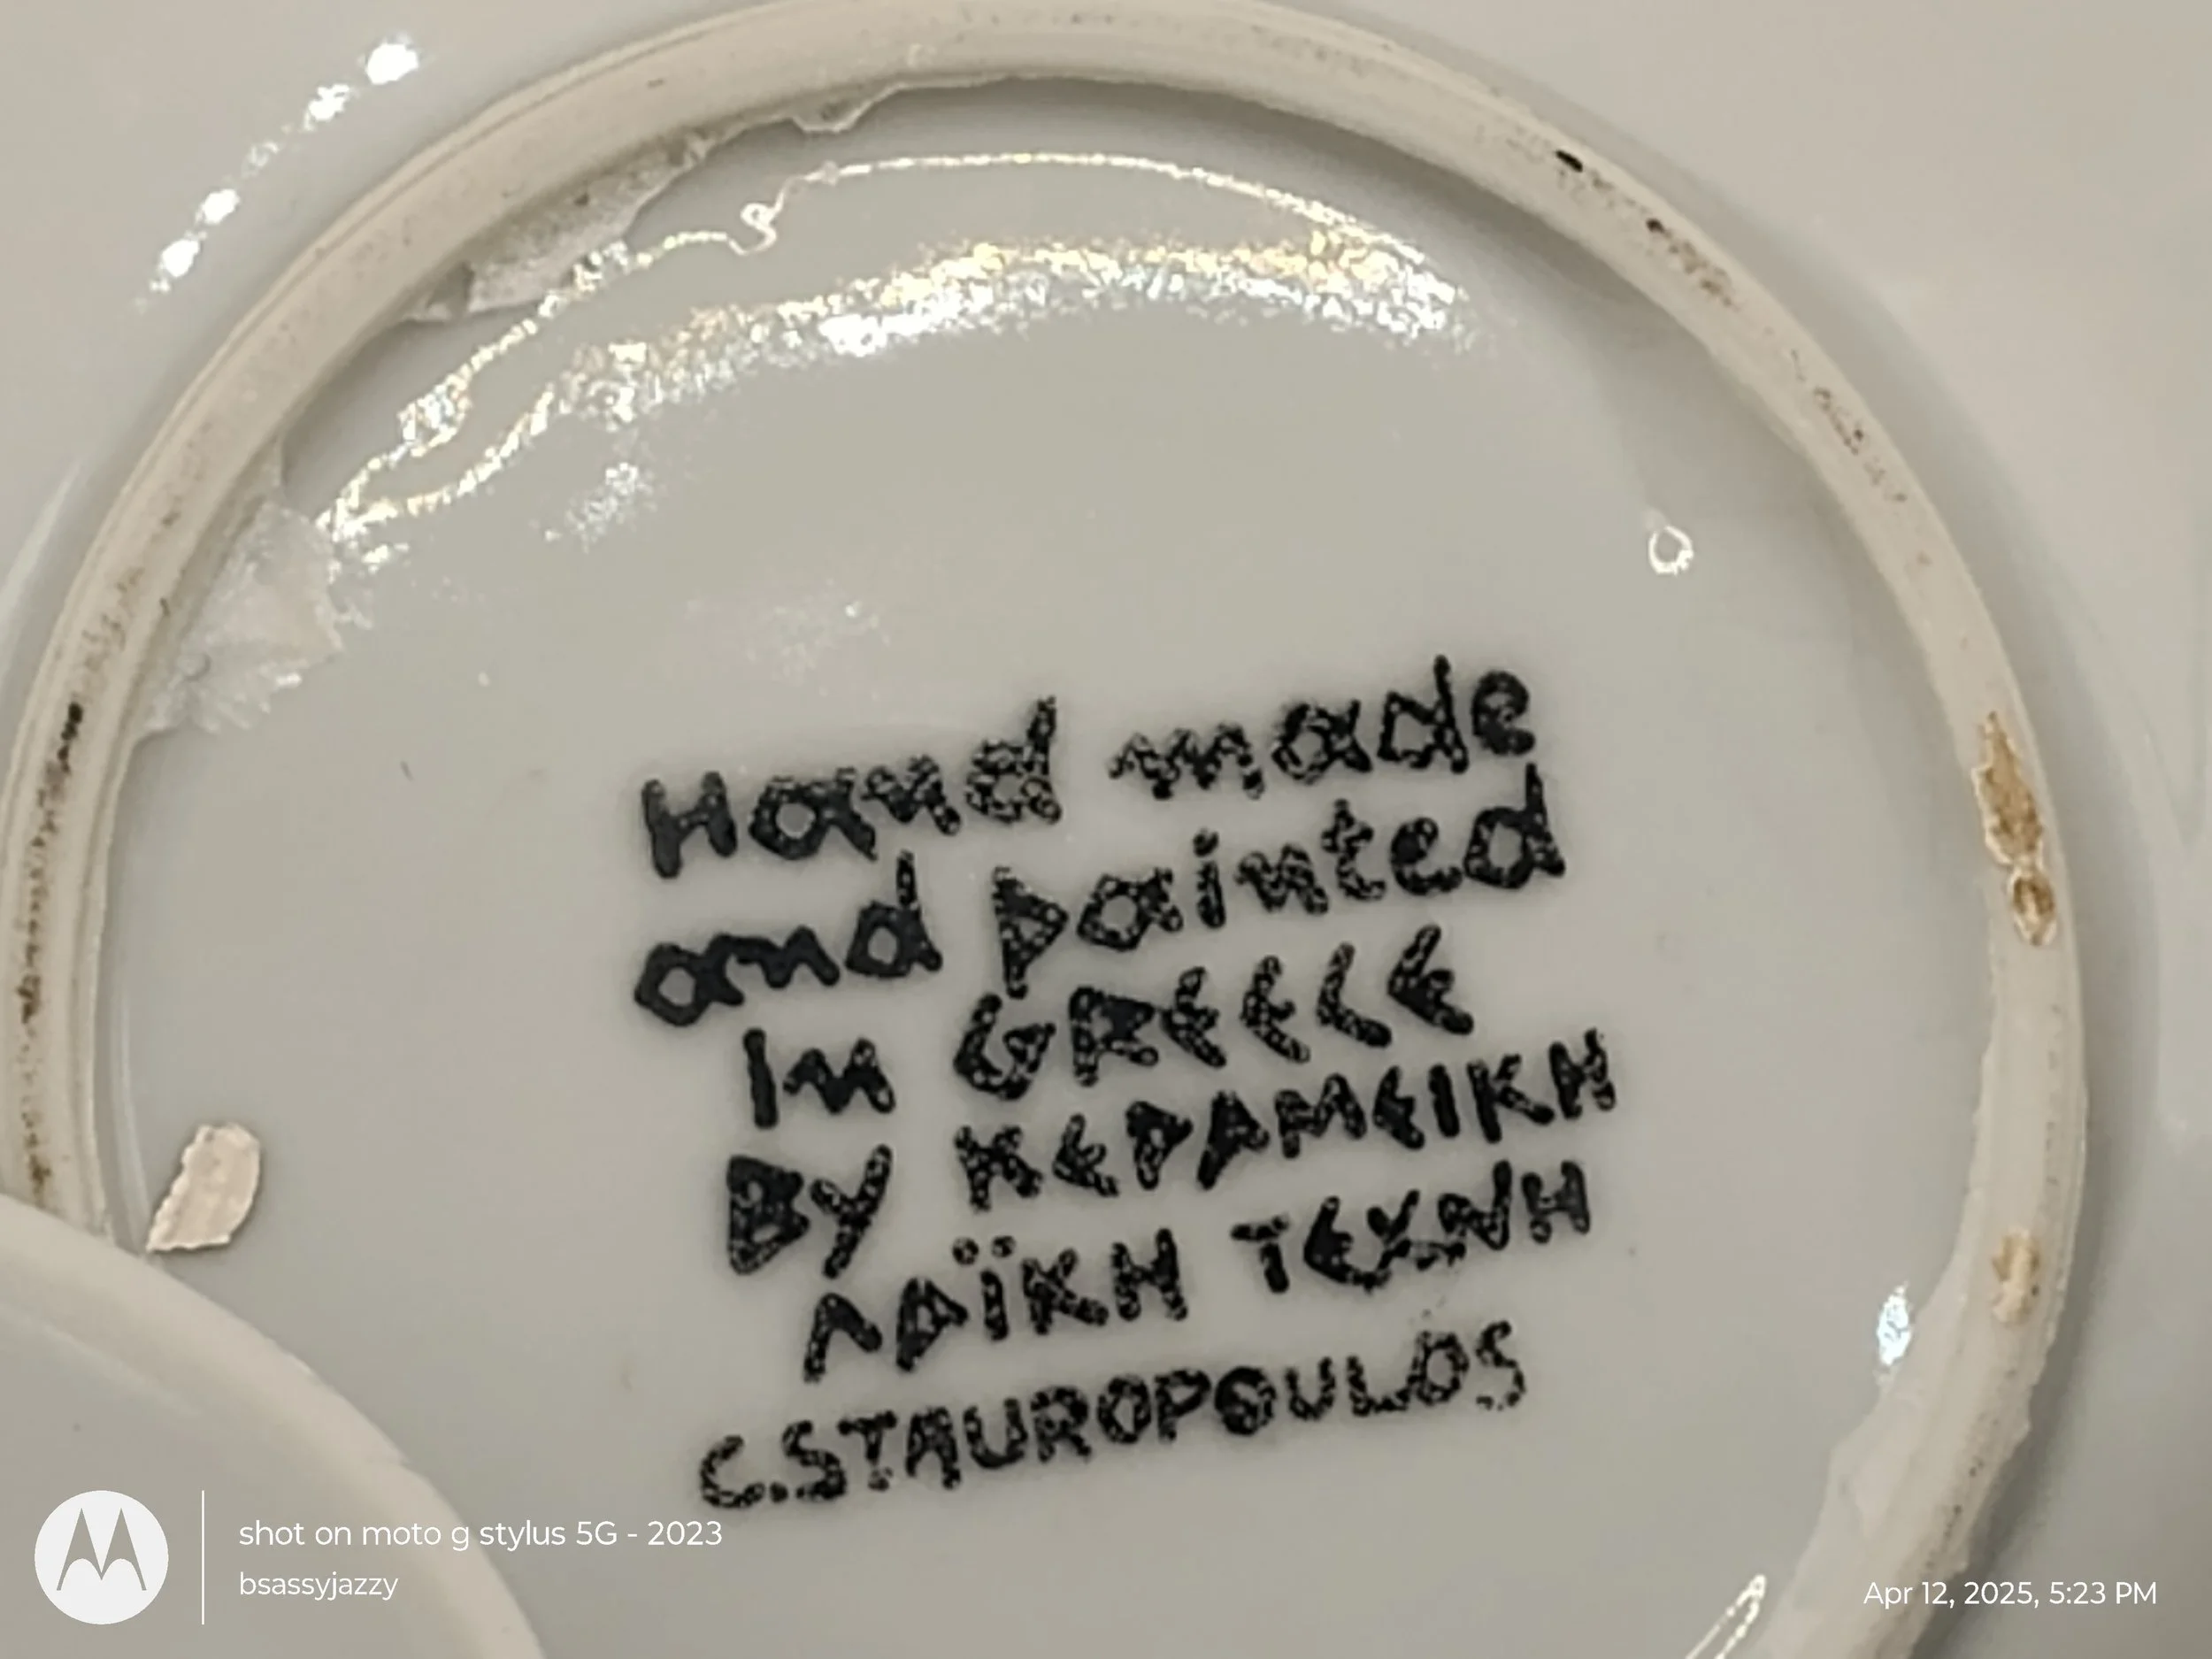 Hand made
and painted
In GREECE
BY ΚΕΡΑΜΕΙΚΗ
ΛΑΪΚΗ ΤΕΧΝΗ
C.STAUROPOULOS
shot on moto g stylus 5G - 2023
bsassyjazzy
Apr 12, 2025, 5:23 PM